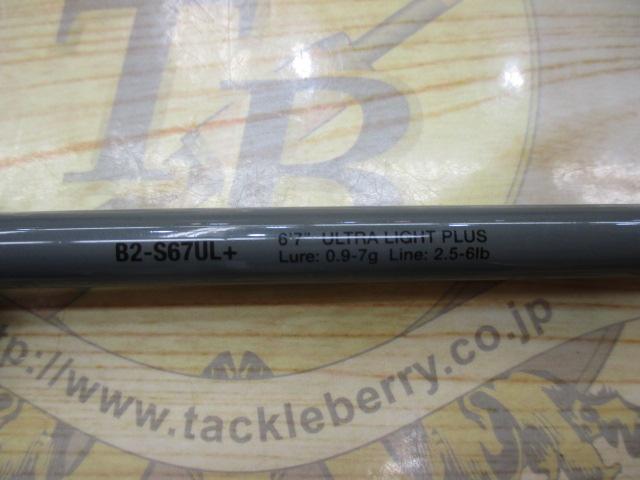 TB
B2-S67UL+
6'7" ULTRA LIGHT PLUS
Lure: 0.9-7g Line: 2.5-6lb
http://www.tackleberry.co.jp